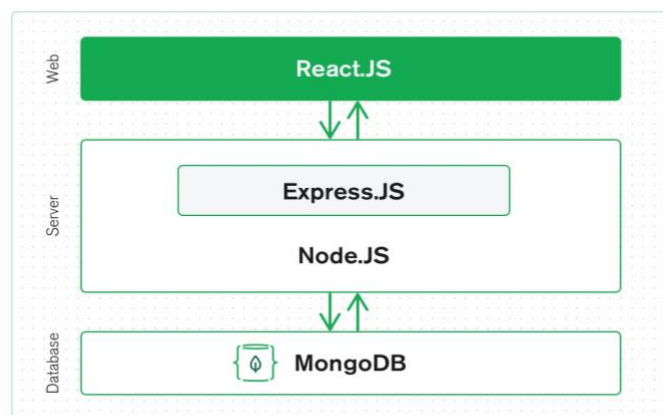 Web
React.JS
Server
Express.JS
Node.JS
Database
MongoDB